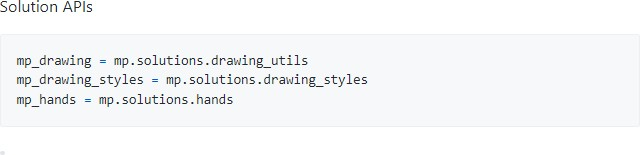 Solution APIs
mp_drawing = mp.solutions.drawing_utils
mp_drawing_styles = mp.solutions.drawing_styles
mp_hands = mp.solutions.hands